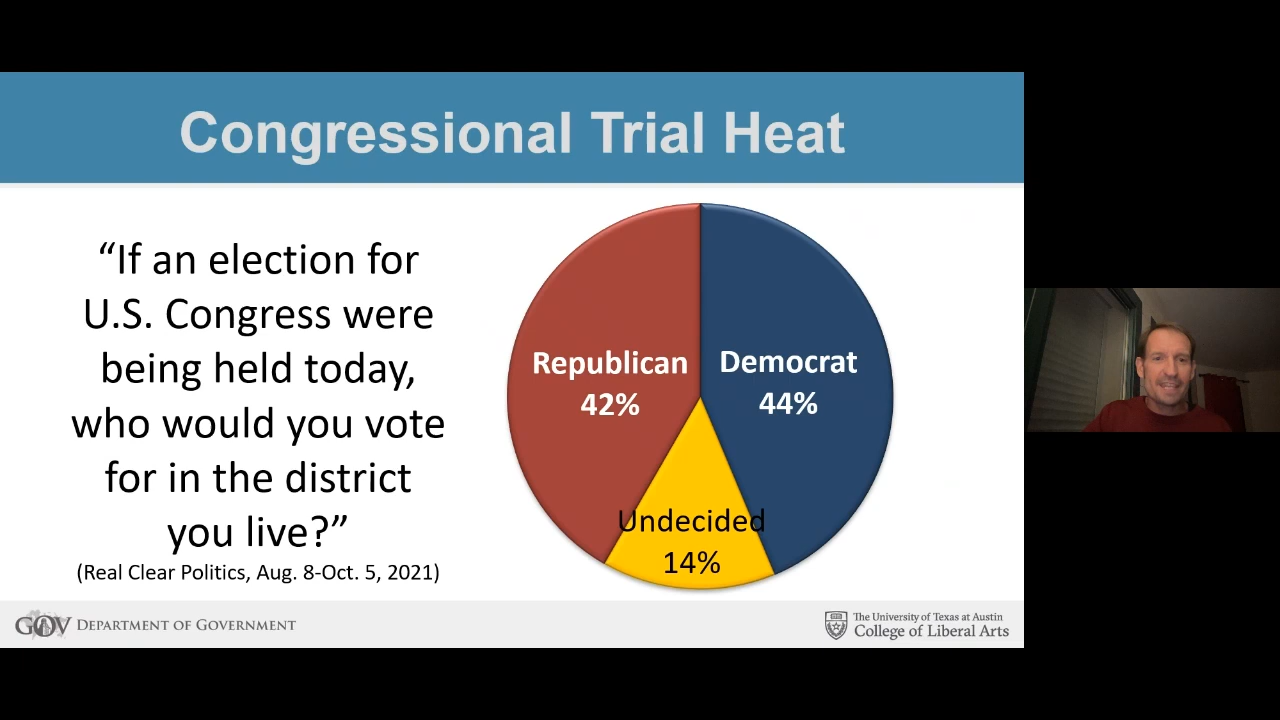 Congressional Trial Heat
“If an election for
U.S. Congress were
being held today,
who would you vote
for in the district
you live?”
(Real Clear Politics, Aug. 8-Oct. 5, 2021)
Republican
42%
Democrat
44%
Undecided
14%
GOV DEPARTMENT OF GOVERNMENT
The University of Texas at Austin
College of Liberal Arts